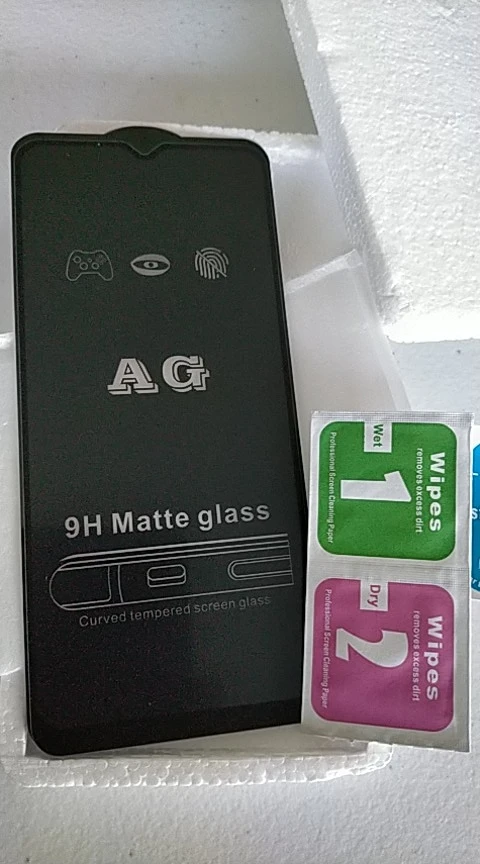 AG
9H Matte glass
Curved tempered screen glass
Wipes
removes excess dirt
Wet
1
Professional Screen Cleaning Paper
Wipes
removes excess dirt
Dry
2
Professional Screen Cleaning Paper